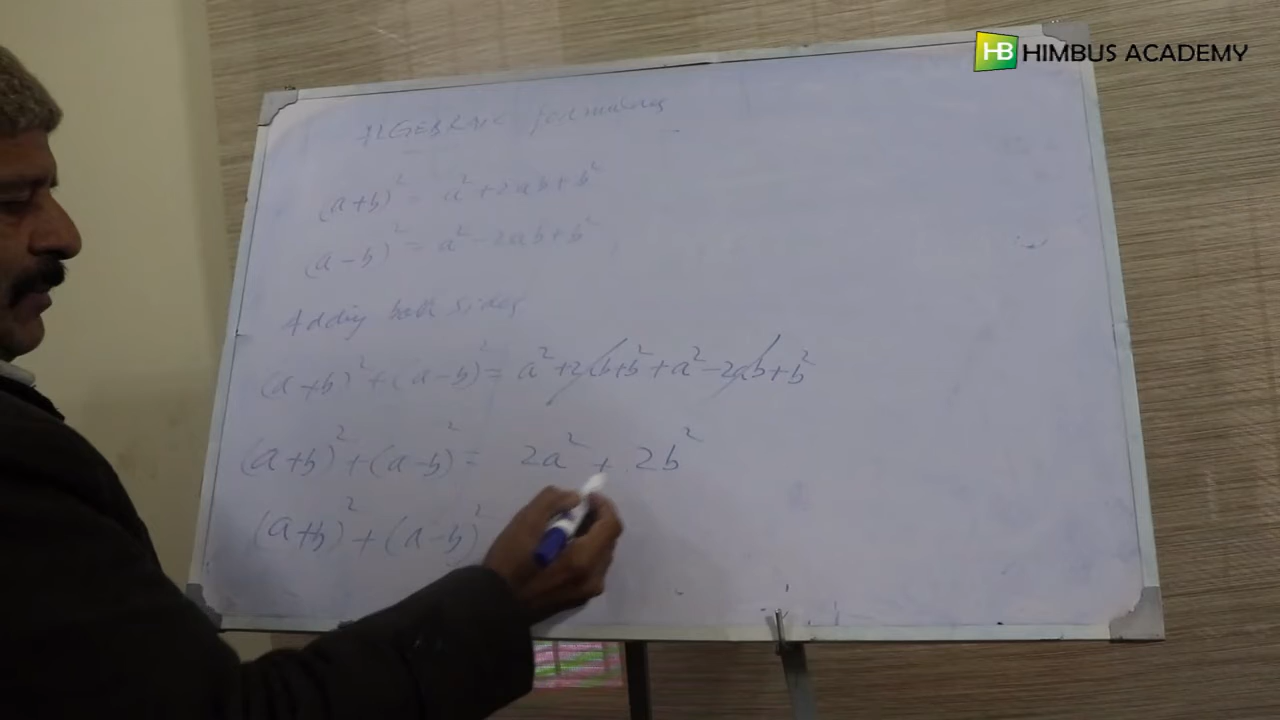 HB HIMBUS ACADEMY
ALGEBRAIC formulas
(a+b)² = a² + 2ab + b²
(a-b)² = a² - 2ab + b²
Adding both sides
(a+b)² + (a-b)² = a² + 2ab + b² + a² - 2ab + b²
(a+b)² + (a-b)² = 2a² + 2b²
(a+b)² + (a-b)²